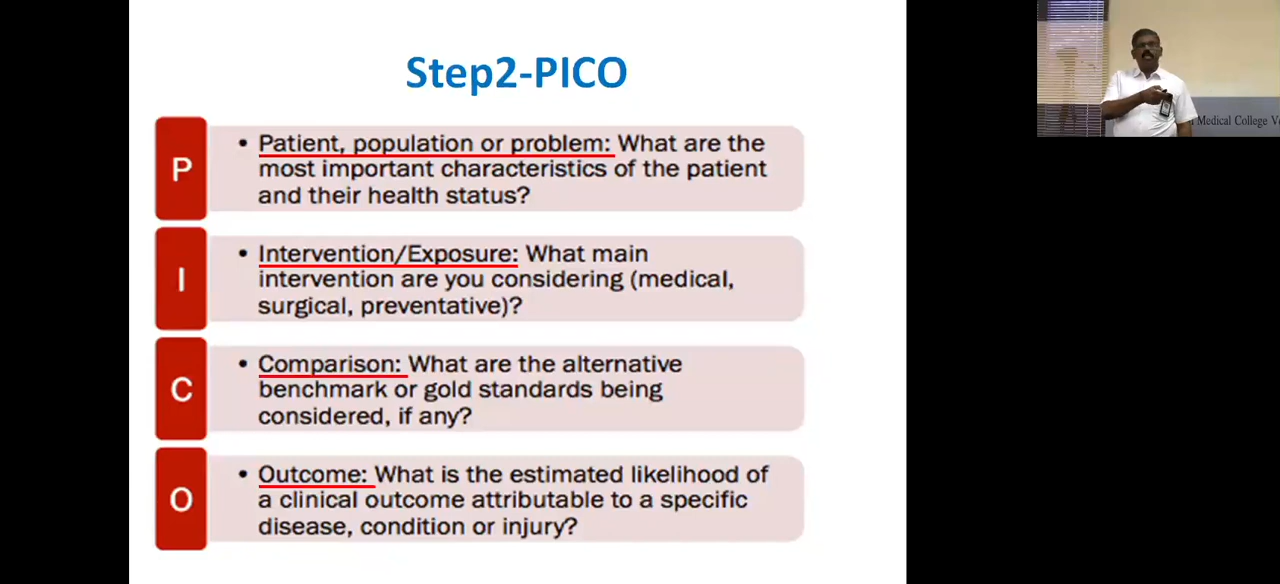 Step2-PICO
P
• Patient, population or problem: What are the
most important characteristics of the patient
and their health status?
I
• Intervention/Exposure: What main
intervention are you considering (medical,
surgical, preventative)?
C
• Comparison: What are the alternative
benchmark or gold standards being
considered, if any?
O
• Outcome: What is the estimated likelihood of
a clinical outcome attributable to a specific
disease, condition or injury?
Medical College